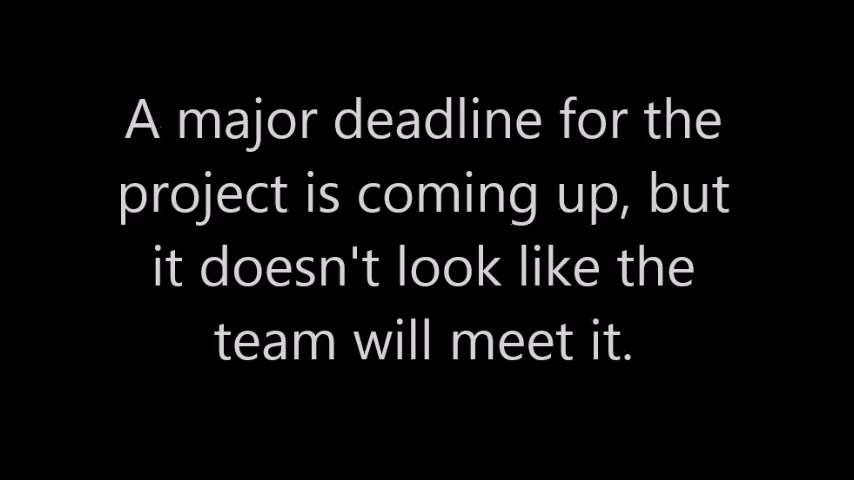 A major deadline for the
project is coming up, but
it doesn't look like the
team will meet it.